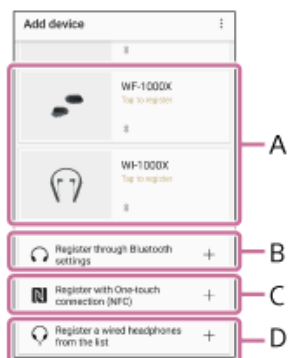 Add device
WF-1000X
Tap to register
WI-1000X
Tap to register
A
Register through Bluetooth
settings
B
Register with One-touch
connection (NFC)
C
Register a wired headphones
from the list
D